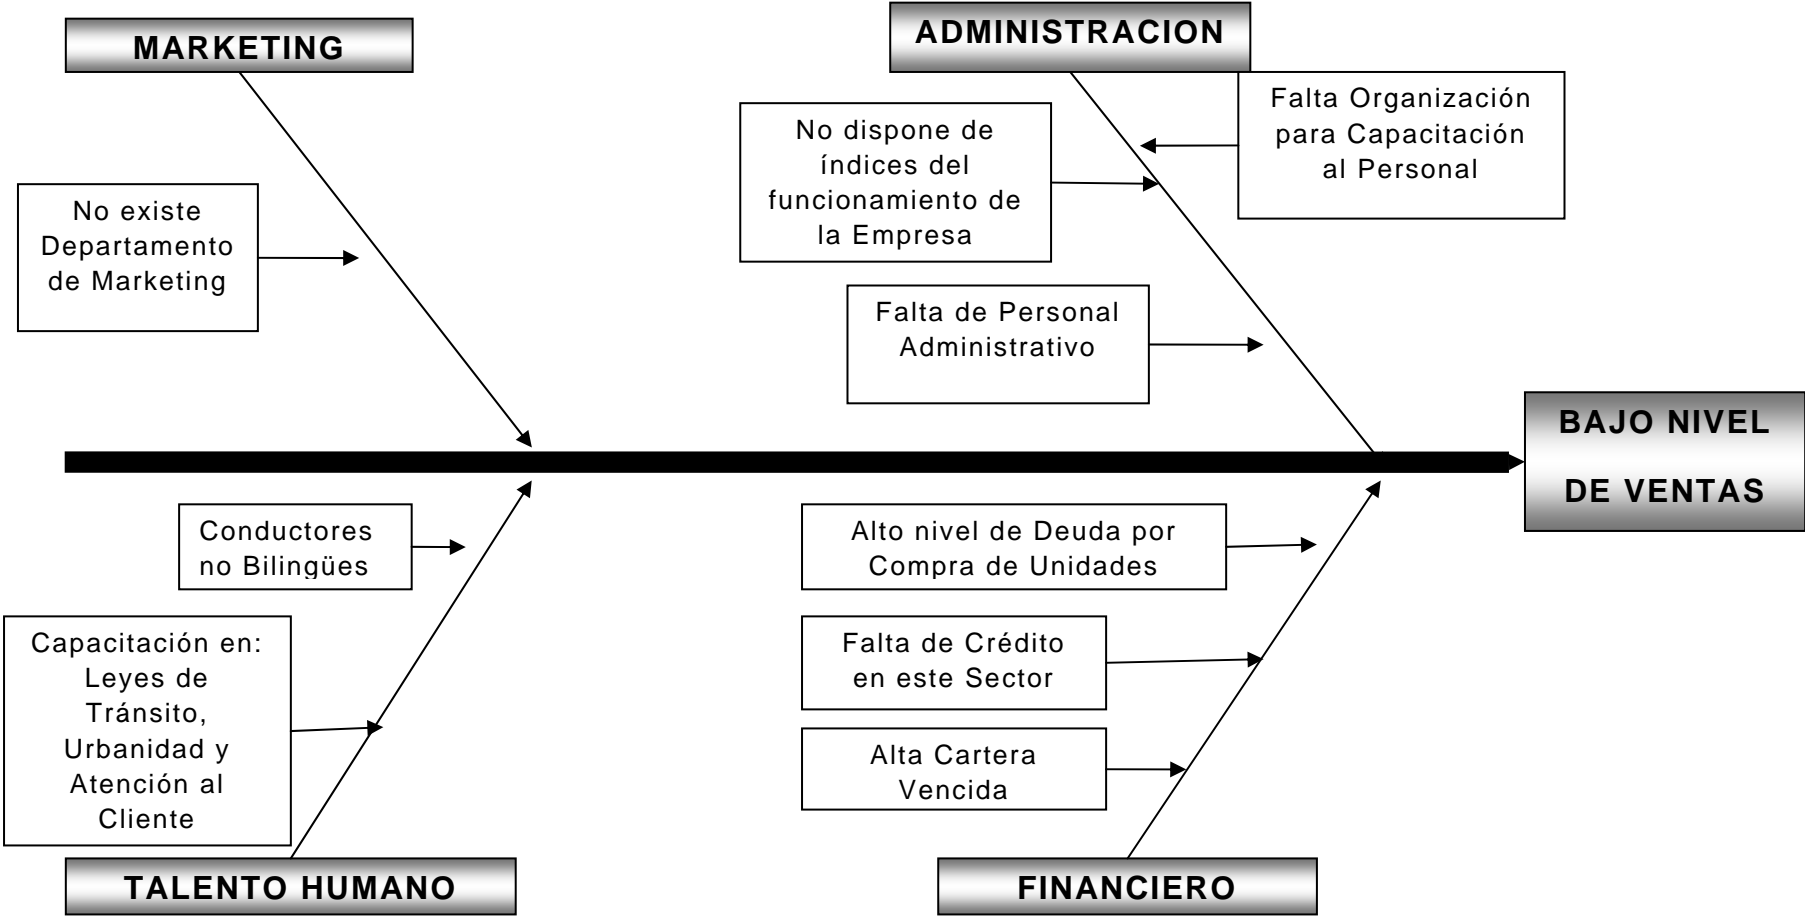 MARKETING
ADMINISTRACION
Falta Organización
para Capacitación
al Personal
No dispone de
índices del
funcionamiento de
la Empresa
No existe
Departamento
de Marketing
Falta de Personal
Administrativo
BAJO NIVEL
DE VENTAS
Conductores
no Bilingües
Alto nivel de Deuda por
Compra de Unidades
Capacitación en:
Leyes de
Tránsito,
Urbanidad y
Atención al
Cliente
Falta de Crédito
en este Sector
Alta Cartera
Vencida
TALENTO HUMANO
FINANCIERO